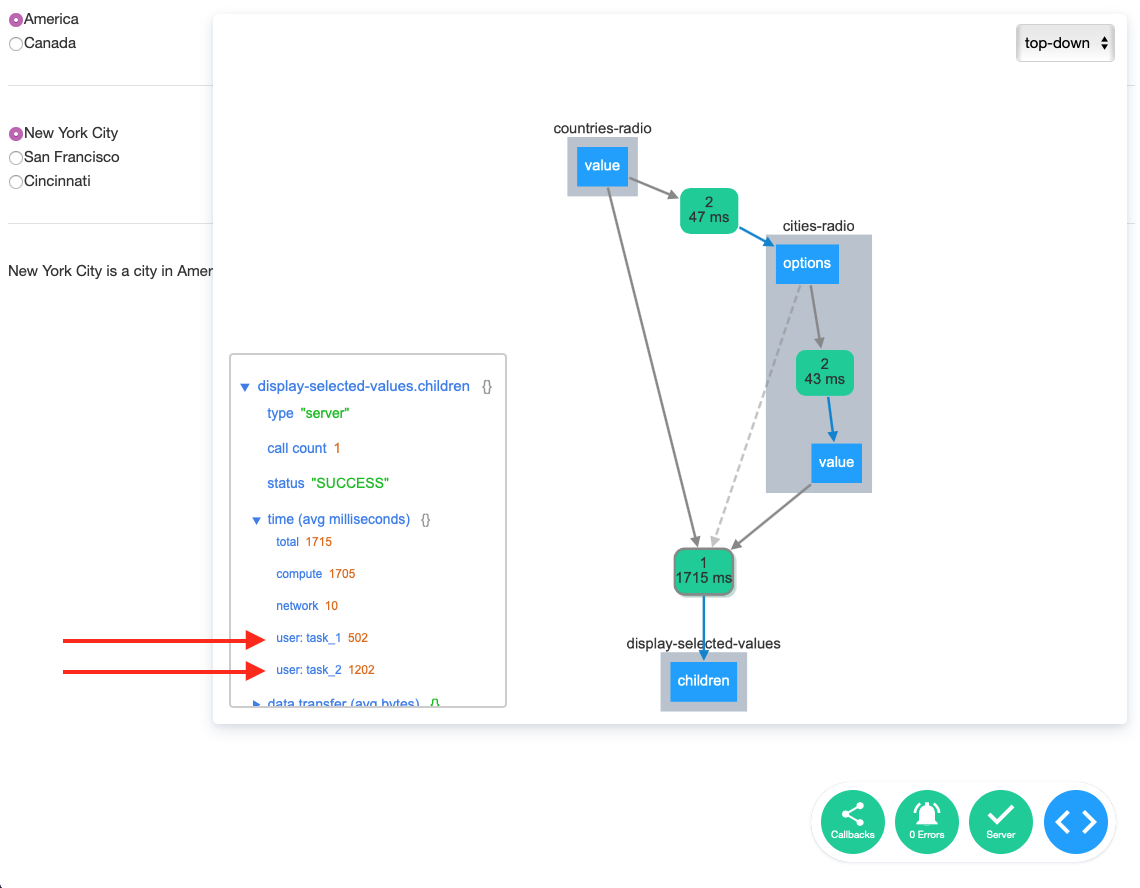 America
Canada
New York City
San Francisco
Cincinnati
New York City is a city in Amer
top-down
countries-radio
value
2
47 ms
cities-radio
options
2
43 ms
value
1
1715 ms
display-selected-values
children
display-selected-values.children {}
type "server"
call count 1
status "SUCCESS"
time (avg milliseconds) {}
total 1715
compute 1705
network 10
user: task_1 502
user: task_2 1202
data transfer (avg bytes) {}
Callbacks
0 Errors
Server